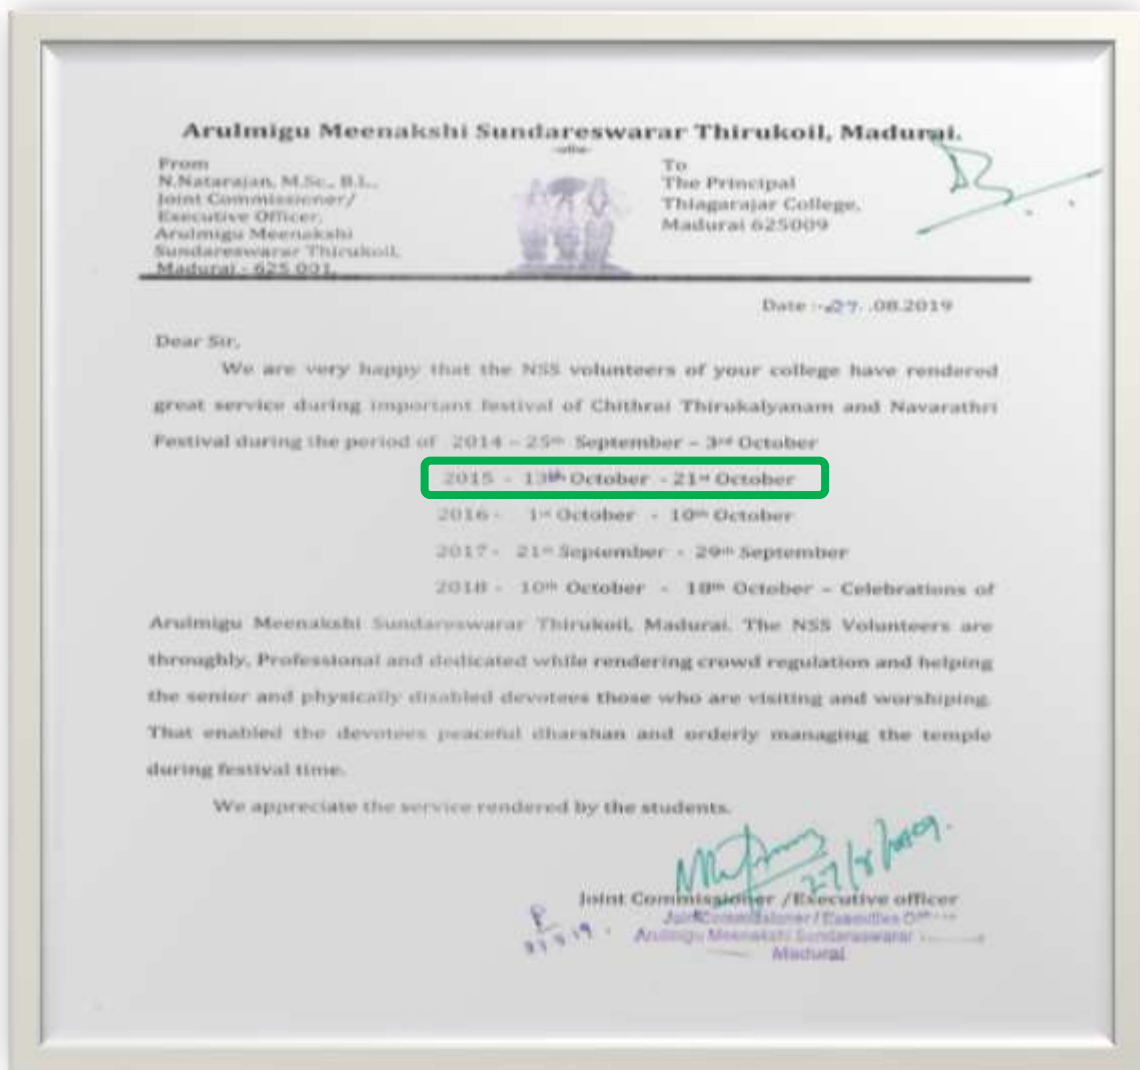 Arulmigu Meenakshi Sundareswarar Thirukoil, Madurai.
From
N.Natarajan, M.Sc., B.L.,
Joint Commissioner/
Executive Officer,
Arulmigu Meenakshi
Sundareswarar Thirukoil,
Madurai - 625 001.
To
The Principal
Thiagarajar College,
Madurai 625009
Date :- 27.08.2019
Dear Sir,
We are very happy that the NSS volunteers of your college have rendered
great service during important festival of Chithrai Thirukalyanam and Navarathri
Festival during the period of 2014 - 25th September - 3rd October
2015 - 13th October - 21st October
2016 - 1st October - 10th October
2017 - 21st September - 29th September
2018 - 10th October - 18th October - Celebrations of
Arulmigu Meenakshi Sundareswarar Thirukoil, Madurai. The NSS Volunteers are
throughly, Professional and dedicated while rendering crowd regulation and helping
the senior and physically disabled devotees those who are visiting and worshiping.
That enabled the devotees peaceful dharshan and orderly managing the temple
during festival time.
We appreciate the service rendered by the students.
27/8/2019.
Joint Commissioner /Executive officer
Joint Commissioner / Executive
Arulmigu Meenakshi Sundareswarar
Madurai